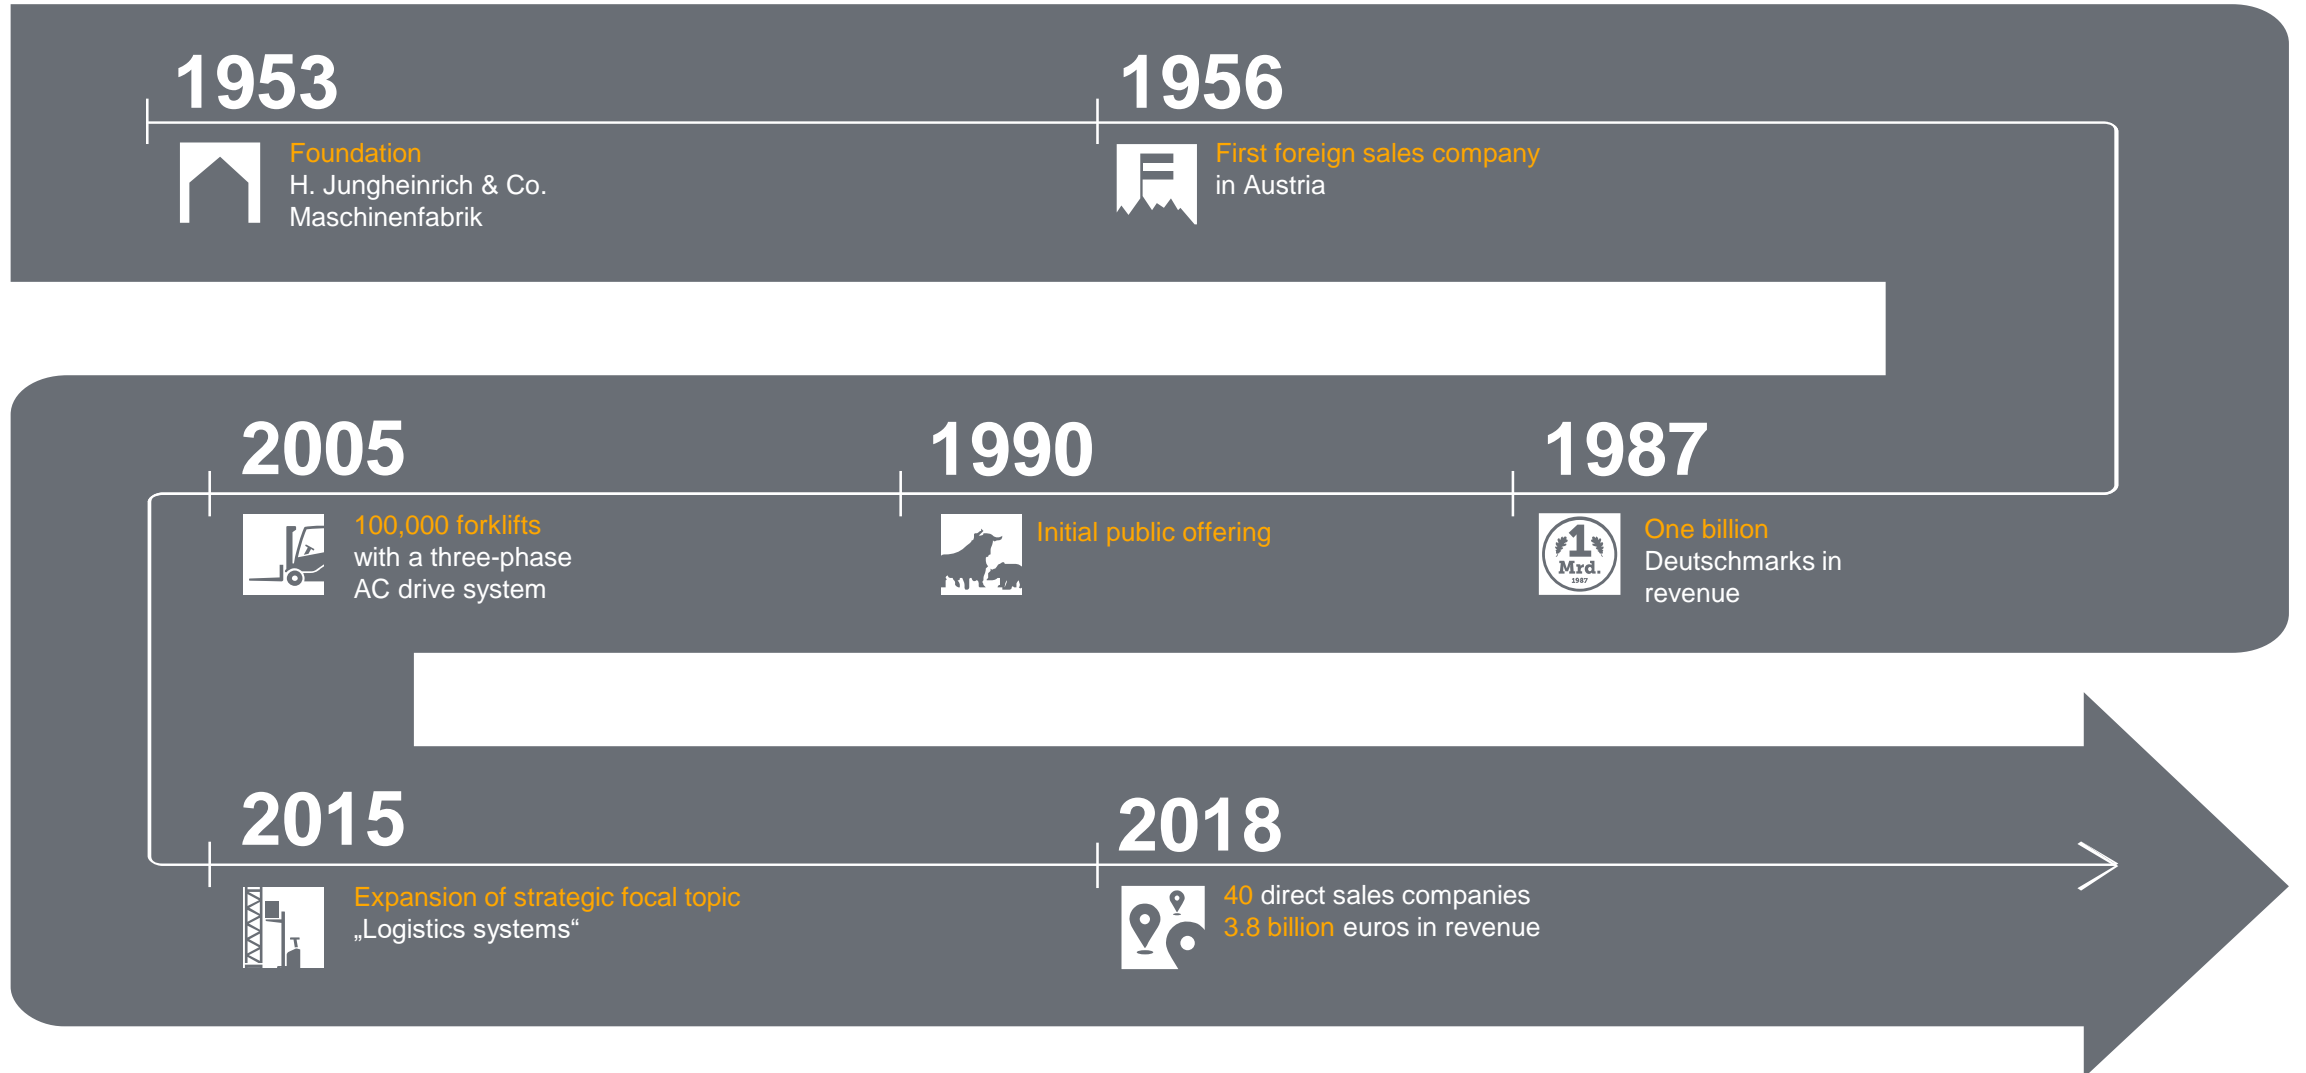 1953
Foundation
H. Jungheinrich & Co.
Maschinenfabrik
1956
First foreign sales company
in Austria
1987
1
Mrd.
1987
One billion
Deutschmarks in
revenue
1990
Initial public offering
2005
100,000 forklifts
with a three-phase
AC drive system
2015
Expansion of strategic focal topic
„Logistics systems“
2018
40 direct sales companies
3.8 billion euros in revenue